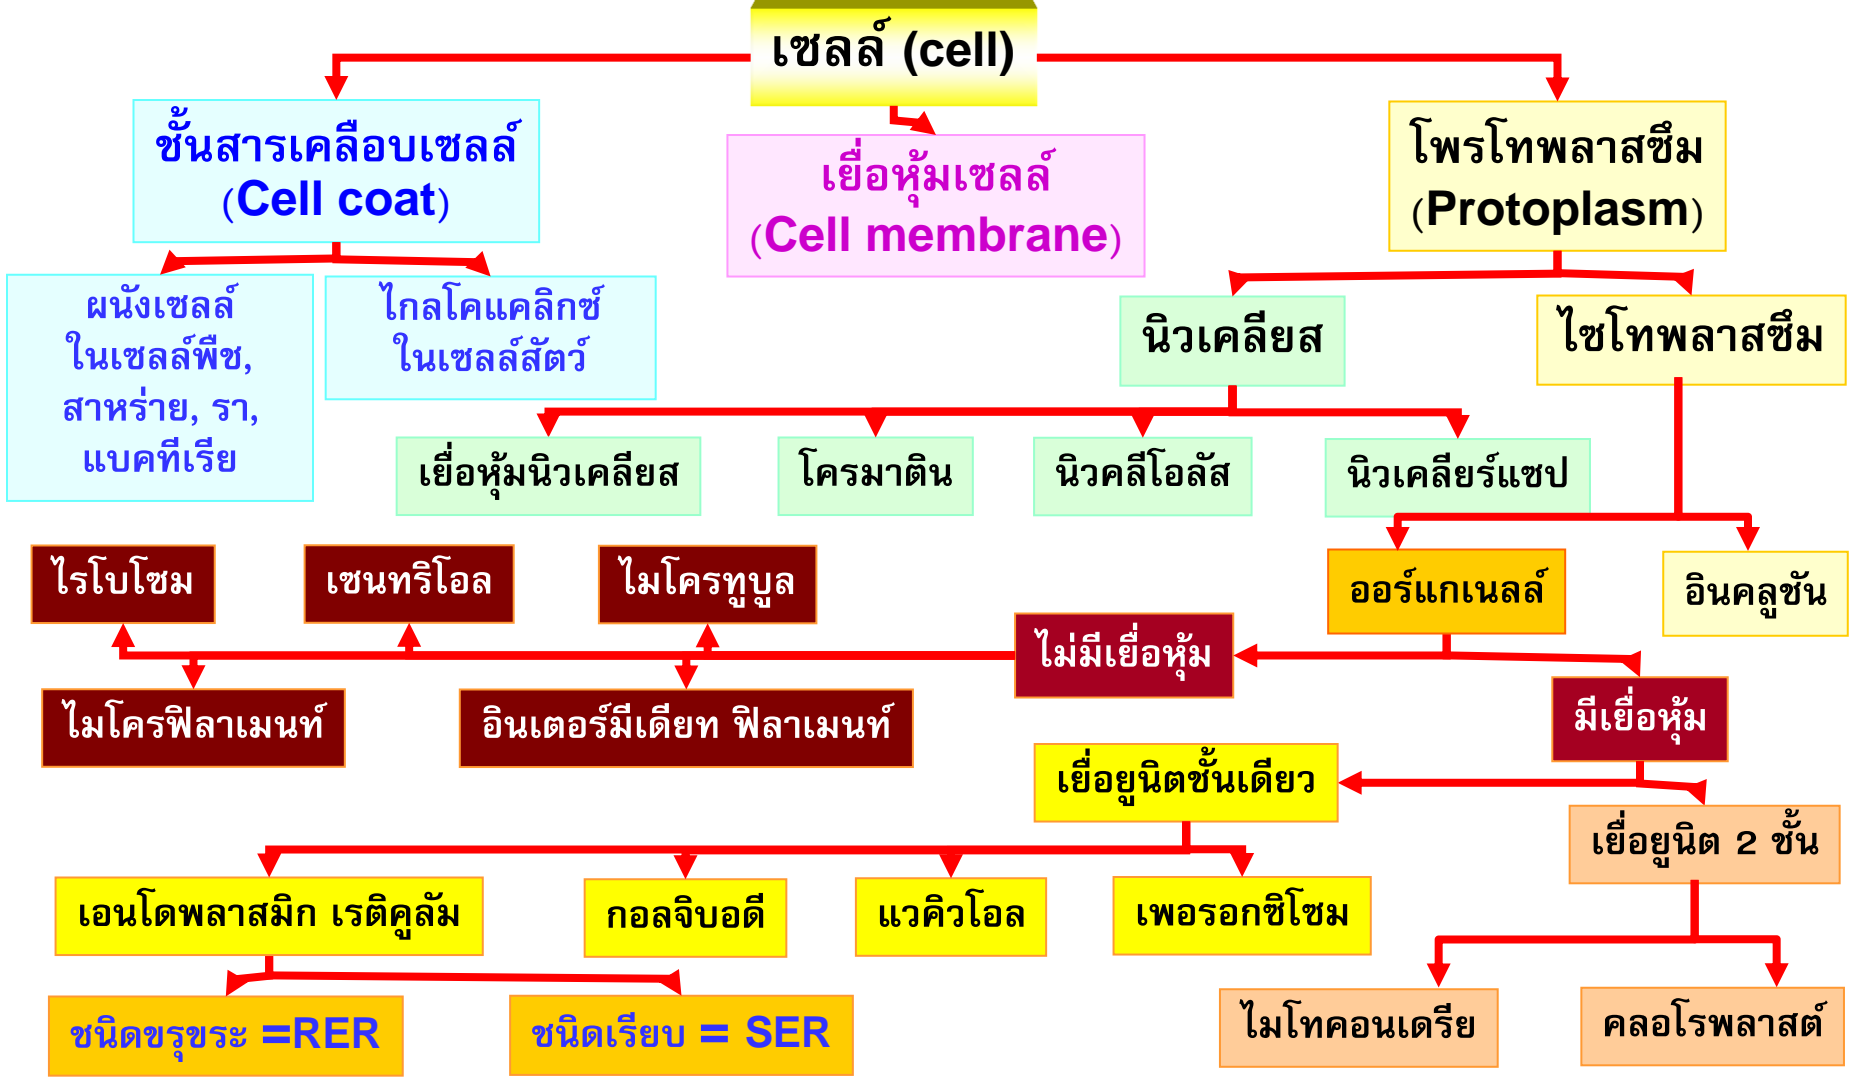 เซลล์ (cell)
ชั้นสารเคลือบเซลล์
(Cell coat)
เยื่อหุ้มเซลล์
(Cell membrane)
โพรโทพลาสซึม
(Protoplasm)
ผนังเซลล์
ในเซลล์พืช,
สาหร่าย, รา,
แบคทีเรีย
ไกลโคแคลิกซ์
ในเซลล์สัตว์
นิวเคลียส
ไซโทพลาสซึม
เยื่อหุ้มนิวเคลียส
โครมาติน
นิวคลีโอลัส
นิวเคลียร์แซป
ไรโบโซม
เซนทริโอล
ไมโครทูบูล
ออร์แกเนลล์
อินคลูชัน
ไม่มีเยื่อหุ้ม
มีเยื่อหุ้ม
ไมโครฟิลาเมนท์
อินเตอร์มีเดียท ฟิลาเมนท์
เยื่อยูนิตชั้นเดียว
เยื่อยูนิต 2 ชั้น
เอนโดพลาสมิก เรติคูลัม
กอลจิบอดี
แวคิวโอล
เพอรอกซิโซม
ชนิดขรุขระ =RER
ชนิดเรียบ = SER
ไมโทคอนเดรีย
คลอโรพลาสต์